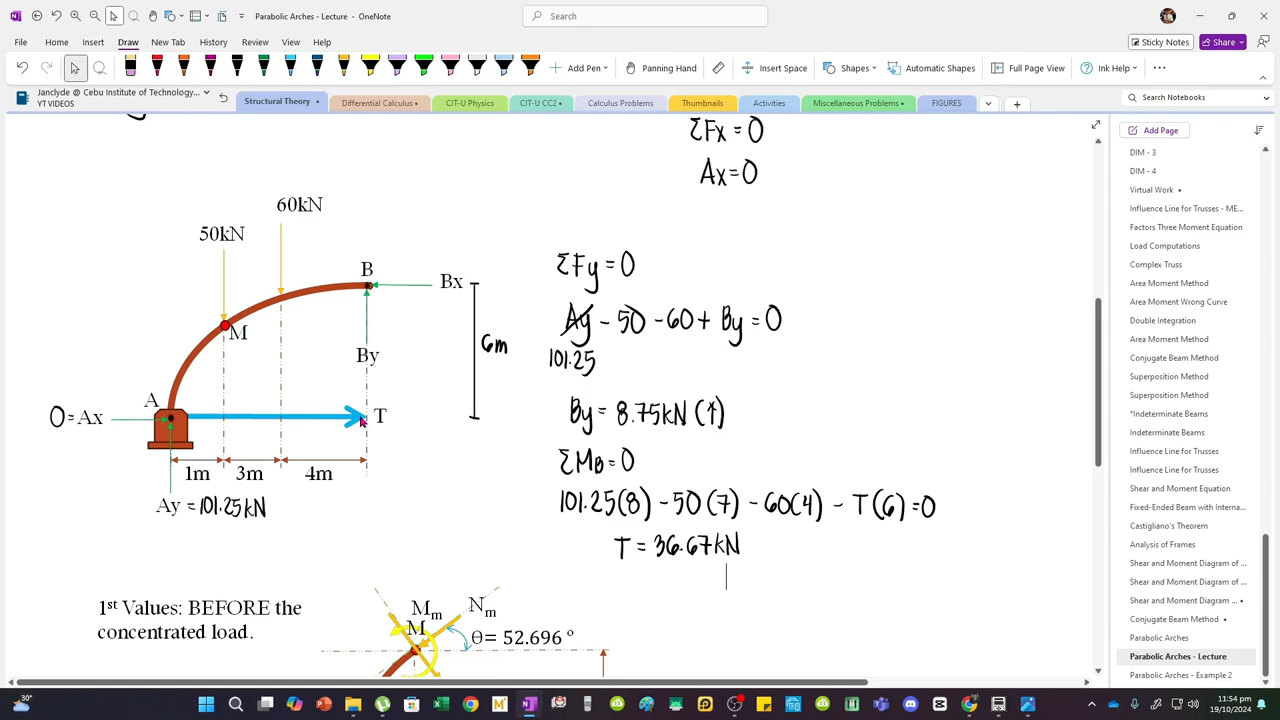 Parabolic Arches - Lecture - OneNote
Search
File Home Insert Draw New Tab History Review View Help
Sticky Notes
Share
Add Pen
Panning Hand
Insert Space
Shapes
Automatic Shapes
Full Page View
Ink Help
Janclyde @ Cebu Institute of Technology...
YT VIDEOS
Structural Theory
Differential Calculus
CIT-U Physics
CIT-U CC2
Calculus Problems
Thumbnails
Activities
Miscellaneous Problems
FIGURES
Search Notebooks
ΣFx = 0
Ax = 0
60kN
50kN
B
Bx
M
By
6m
A
0 = Ax
T
1m 3m 4m
Ay = 101.25 kN
ΣFy = 0
Ay - 50 - 60 + By = 0
101.25
By = 8.75kN (↑)
ΣMB = 0
101.25(8) - 50(7) - 60(4) - T(6) = 0
T = 36.67kN
1st Values: BEFORE the
concentrated load.
Mm
Nm
M
θ= 52.696 °
Add Page
DIM - 3
DIM - 4
Virtual Work
Influence Line for Trusses - ME...
Factors Three Moment Equation
Load Computations
Complex Truss
Area Moment Method
Area Moment Wrong Curve
Double Integration
Area Moment Method
Conjugate Beam Method
Superposition Method
Superposition Method
*Indeterminate Beams
Indeterminate Beams
Influence Line for Trusses
Influence Line for Trusses
Shear and Moment Equation
Fixed-Ended Beam with Interna...
Castigliano's Theorem
Analysis of Frames
Shear and Moment Diagram of ...
Shear and Moment Diagram of ...
Shear and Moment Diagram ...
Conjugate Beam Method
Parabolic Arches
Parabolic Arches - Lecture
Parabolic Arches - Example 2
30°
Search
11:54 pm
19/10/2024